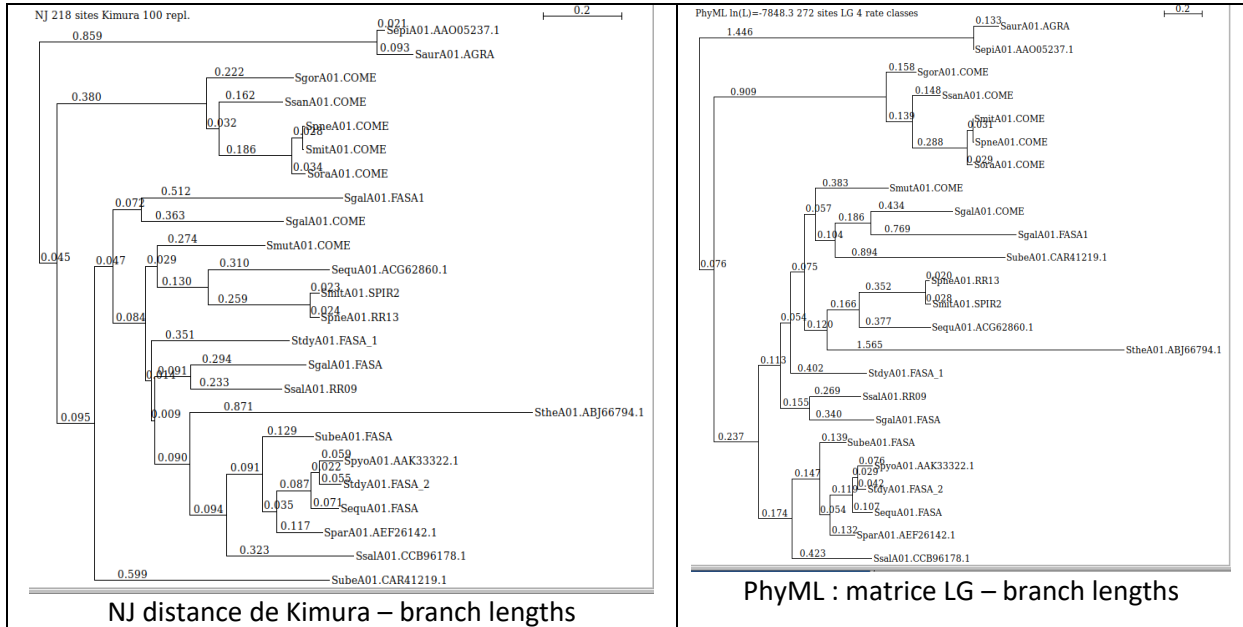 NJ 218 sites Kimura 100 repl.
0.2
0.021
SepiA01.AAO05237.1
0.859
0.093
SaurA01.AGRA
0.222
SgorA01.COME
0.380
0.162
SsanA01.COME
0.032
SpneA01.COME
0.028
0.186
SmitA01.COME
0.034
SoraA01.COME
0.512
SgalA01.FASA1
0.072
0.363
SgalA01.COME
0.274
SmutA01.COME
0.045
0.047
0.029
0.310
SequA01.ACG62860.1
0.130
0.023
SmitA01.SPIR2
0.259
0.024
SpneA01.RR13
0.084
0.351
StdyA01.FASA_1
0.294
SgalA01.FASA
0.091
0.014
0.233
SsalA01.RR09
0.871
StheA01.ABJ66794.1
0.009
0.095
0.129
SubeA01.FASA
0.090
0.059
SpyoA01.AAK33322.1
0.091
0.022
0.055
StdyA01.FASA_2
0.087
0.071
SequA01.FASA
0.035
0.094
0.117
SparA01.AEF26142.1
0.323
SsalA01.CCB96178.1
0.599
SubeA01.CAR41219.1
NJ distance de Kimura – branch lengths
PhyML ln(L)=-7848.3 272 sites LG 4 rate classes
0.2
0.133
SaurA01.AGRA
1.446
SepiA01.AAO05237.1
0.158
SgorA01.COME
0.909
0.148
SsanA01.COME
0.139
SmitA01.COME
0.031
0.288
SpneA01.COME
0.029
SoraA01.COME
0.383
SmutA01.COME
0.057
0.434
SgalA01.COME
0.186
0.769
SgalA01.FASA1
0.104
0.894
SubeA01.CAR41219.1
0.076
0.075
0.020
SpneA01.RR13
0.352
0.028
SmitA01.SPIR2
0.166
0.377
SequA01.ACG62860.1
0.054
0.120
1.565
StheA01.ABJ66794.1
0.113
0.402
StdyA01.FASA_1
0.269
SsalA01.RR09
0.155
0.340
SgalA01.FASA
0.237
0.139
SubeA01.FASA
0.076
SpyoA01.AAK33322.1
0.147
0.029
0.042
StdyA01.FASA_2
0.119
0.107
SequA01.FASA
0.174
0.054
0.132
SparA01.AEF26142.1
0.423
SsalA01.CCB96178.1
PhyML : matrice LG – branch lengths